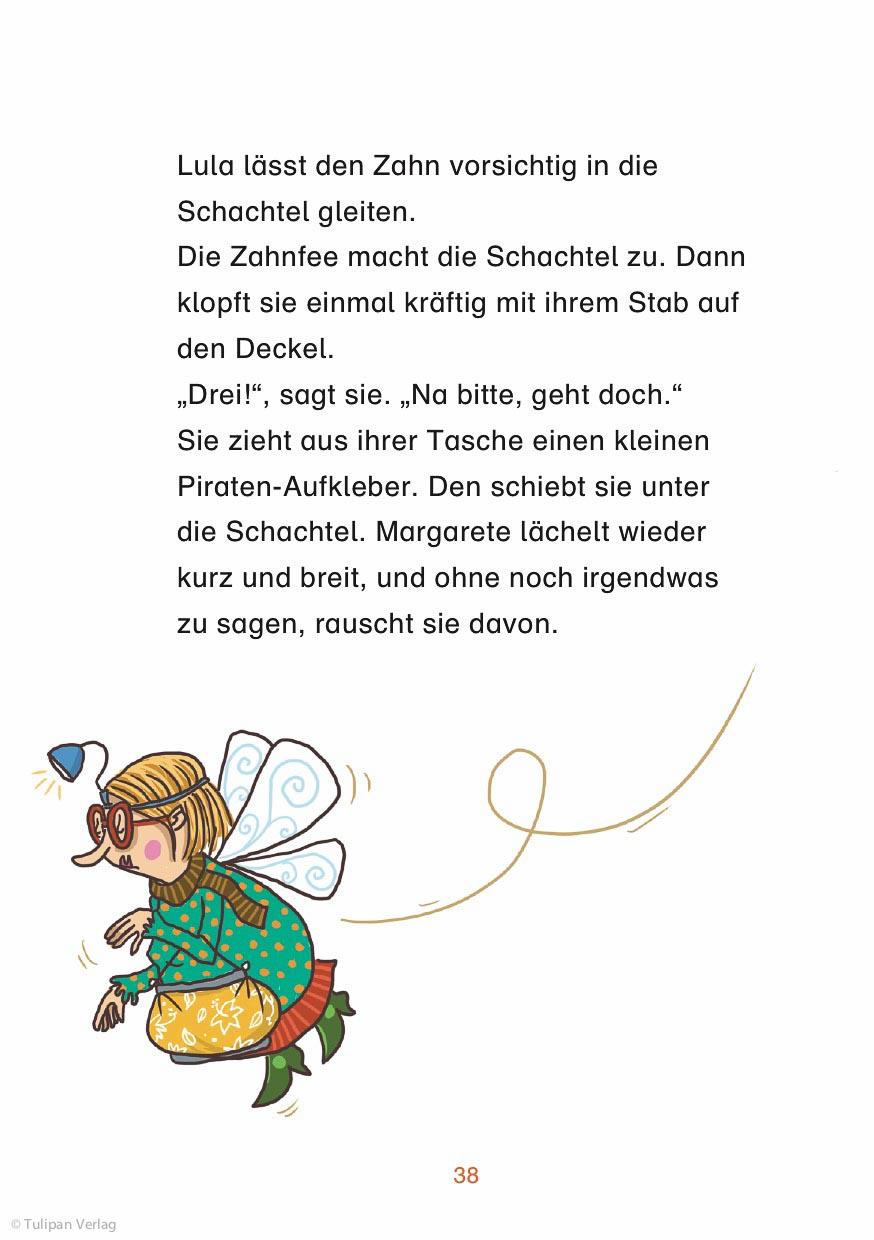 Lula lässt den Zahn vorsichtig in die
Schachtel gleiten.
Die Zahnfee macht die Schachtel zu. Dann
klopft sie einmal kräftig mit ihrem Stab auf
den Deckel.
„Drei!“, sagt sie. „Na bitte, geht doch.“
Sie zieht aus ihrer Tasche einen kleinen
Piraten-Aufkleber. Den schiebt sie unter
die Schachtel. Margarete lächelt wieder
kurz und breit, und ohne noch irgendwas
zu sagen, rauscht sie davon.
38
© Tulipan Verlag